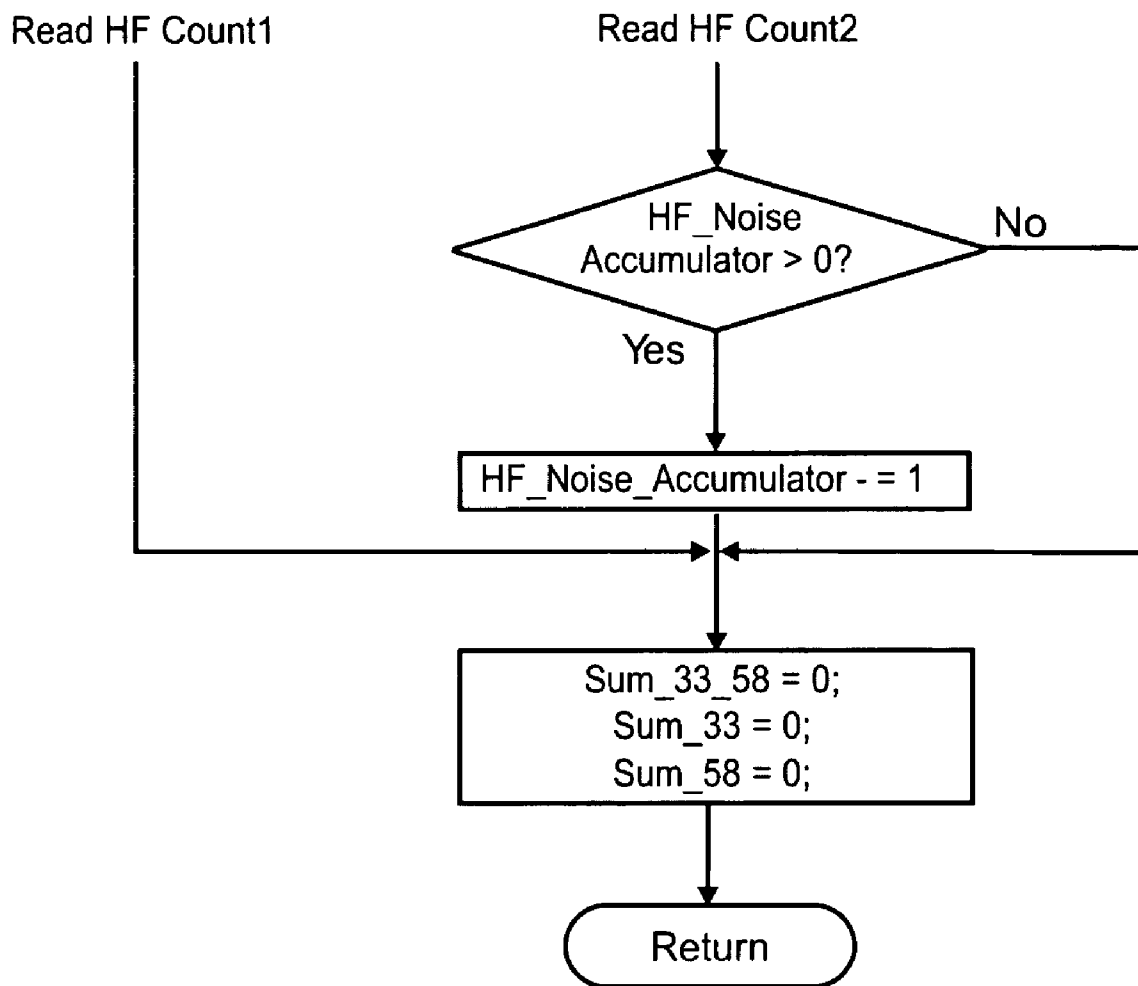 Read HF Count1
Read HF Count2
HF_Noise
Accumulator > 0?
No
Yes
HF_Noise_Accumulator - = 1
Sum_33_58 = 0;
Sum_33 = 0;
Sum_58 = 0;
Return